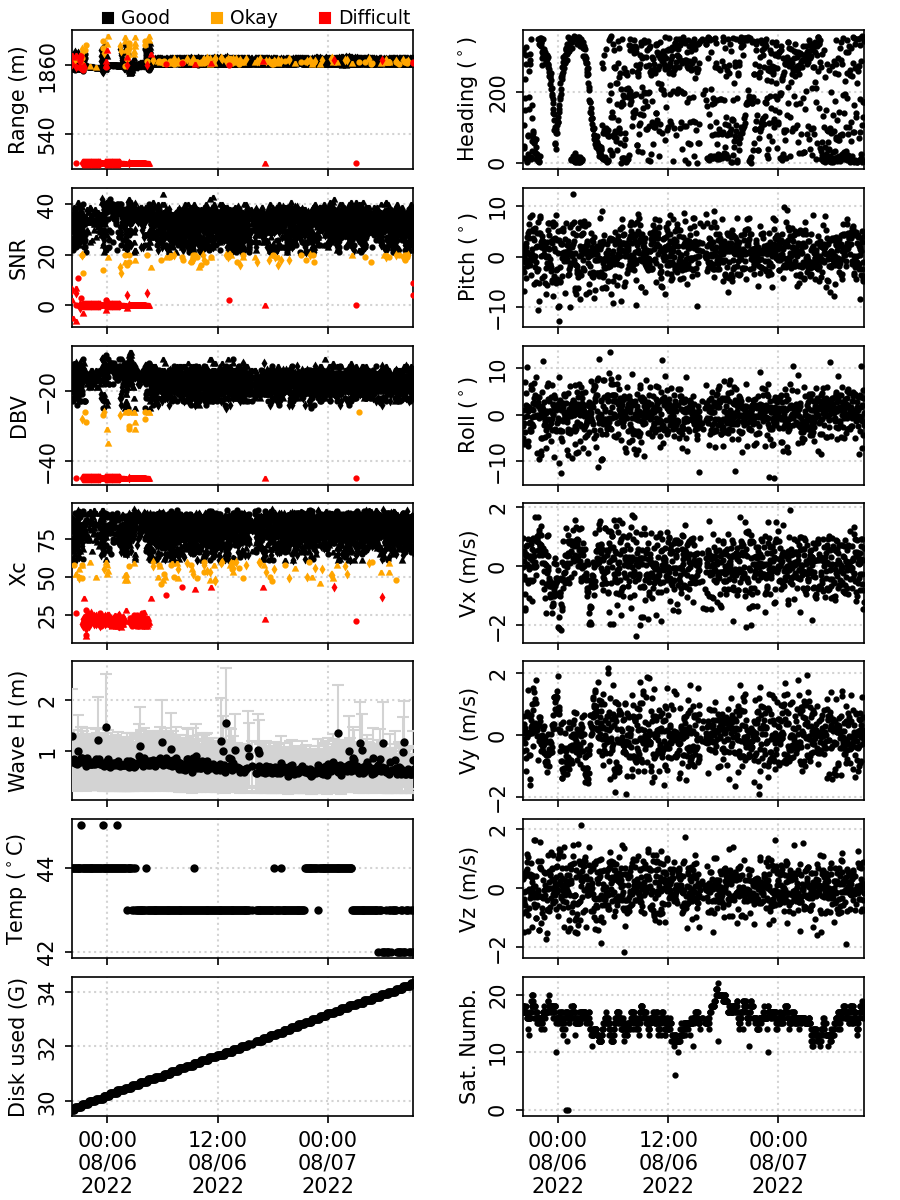 Good Okay Difficult
Range (m)
1860
540
Heading (°)
200
0
SNR
40
20
0
Pitch (°)
10
0
−10
DBV
−20
−40
Roll (°)
10
0
−10
Xc
75
50
25
Vx (m/s)
2
0
−2
Wave H (m)
2
1
Vy (m/s)
2
0
−2
Temp (°C)
44
43
42
Vz (m/s)
2
0
−2
Disk used (G)
34
32
30
Sat. Numb.
20
10
0
00:00 12:00 00:00
08/06 08/06 08/07
2022 2022 2022
00:00 12:00 00:00
08/06 08/06 08/07
2022 2022 2022